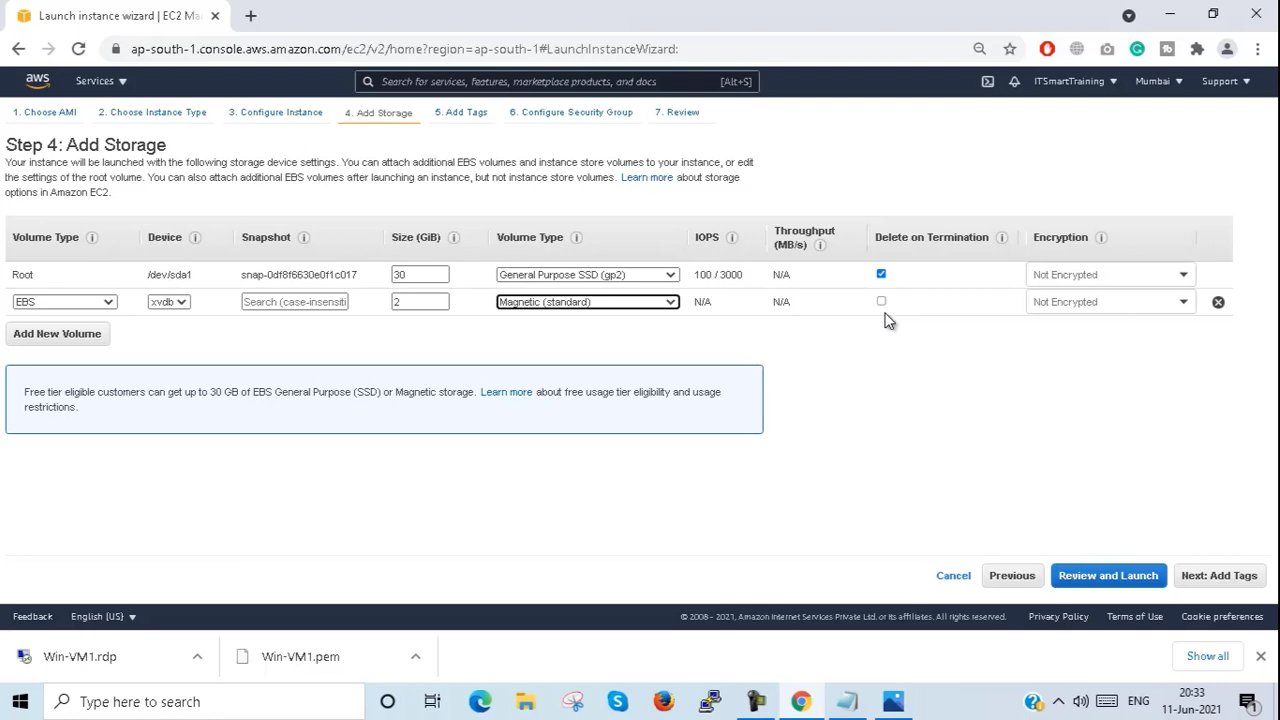 Launch instance wizard | EC2 Ma
ap-south-1.console.aws.amazon.com/ec2/v2/home?region=ap-south-1#LaunchInstanceWizard:
aws
Services
Search for services, features, marketplace products, and docs
[Alt+S]
ITSmartTraining
Mumbai
Support
1. Choose AMI
2. Choose Instance Type
3. Configure Instance
4. Add Storage
5. Add Tags
6. Configure Security Group
7. Review
Step 4: Add Storage
Your instance will be launched with the following storage device settings. You can attach additional EBS volumes and instance store volumes to your instance, or edit
the settings of the root volume. You can also attach additional EBS volumes after launching an instance, but not instance store volumes. Learn more about storage
options in Amazon EC2.
Volume Type
Device
Snapshot
Size (GiB)
Volume Type
IOPS
Throughput
(MB/s)
Delete on Termination
Encryption
Root
/dev/sda1
snap-0df8f6630e0f1c017
30
General Purpose SSD (gp2)
100 / 3000
N/A
Not Encrypted
EBS
xvdb
Search (case-insensiti
2
Magnetic (standard)
N/A
N/A
Not Encrypted
Add New Volume
Free tier eligible customers can get up to 30 GB of EBS General Purpose (SSD) or Magnetic storage. Learn more about free usage tier eligibility and usage
restrictions.
Cancel
Previous
Review and Launch
Next: Add Tags
Feedback
English (US)
© 2008 - 2021, Amazon Internet Services Private Ltd. or its affiliates. All rights reserved.
Privacy Policy
Terms of Use
Cookie preferences
Win-VM1.rdp
Win-VM1.pem
Show all
Type here to search
ENG
20:33
11-Jun-2021